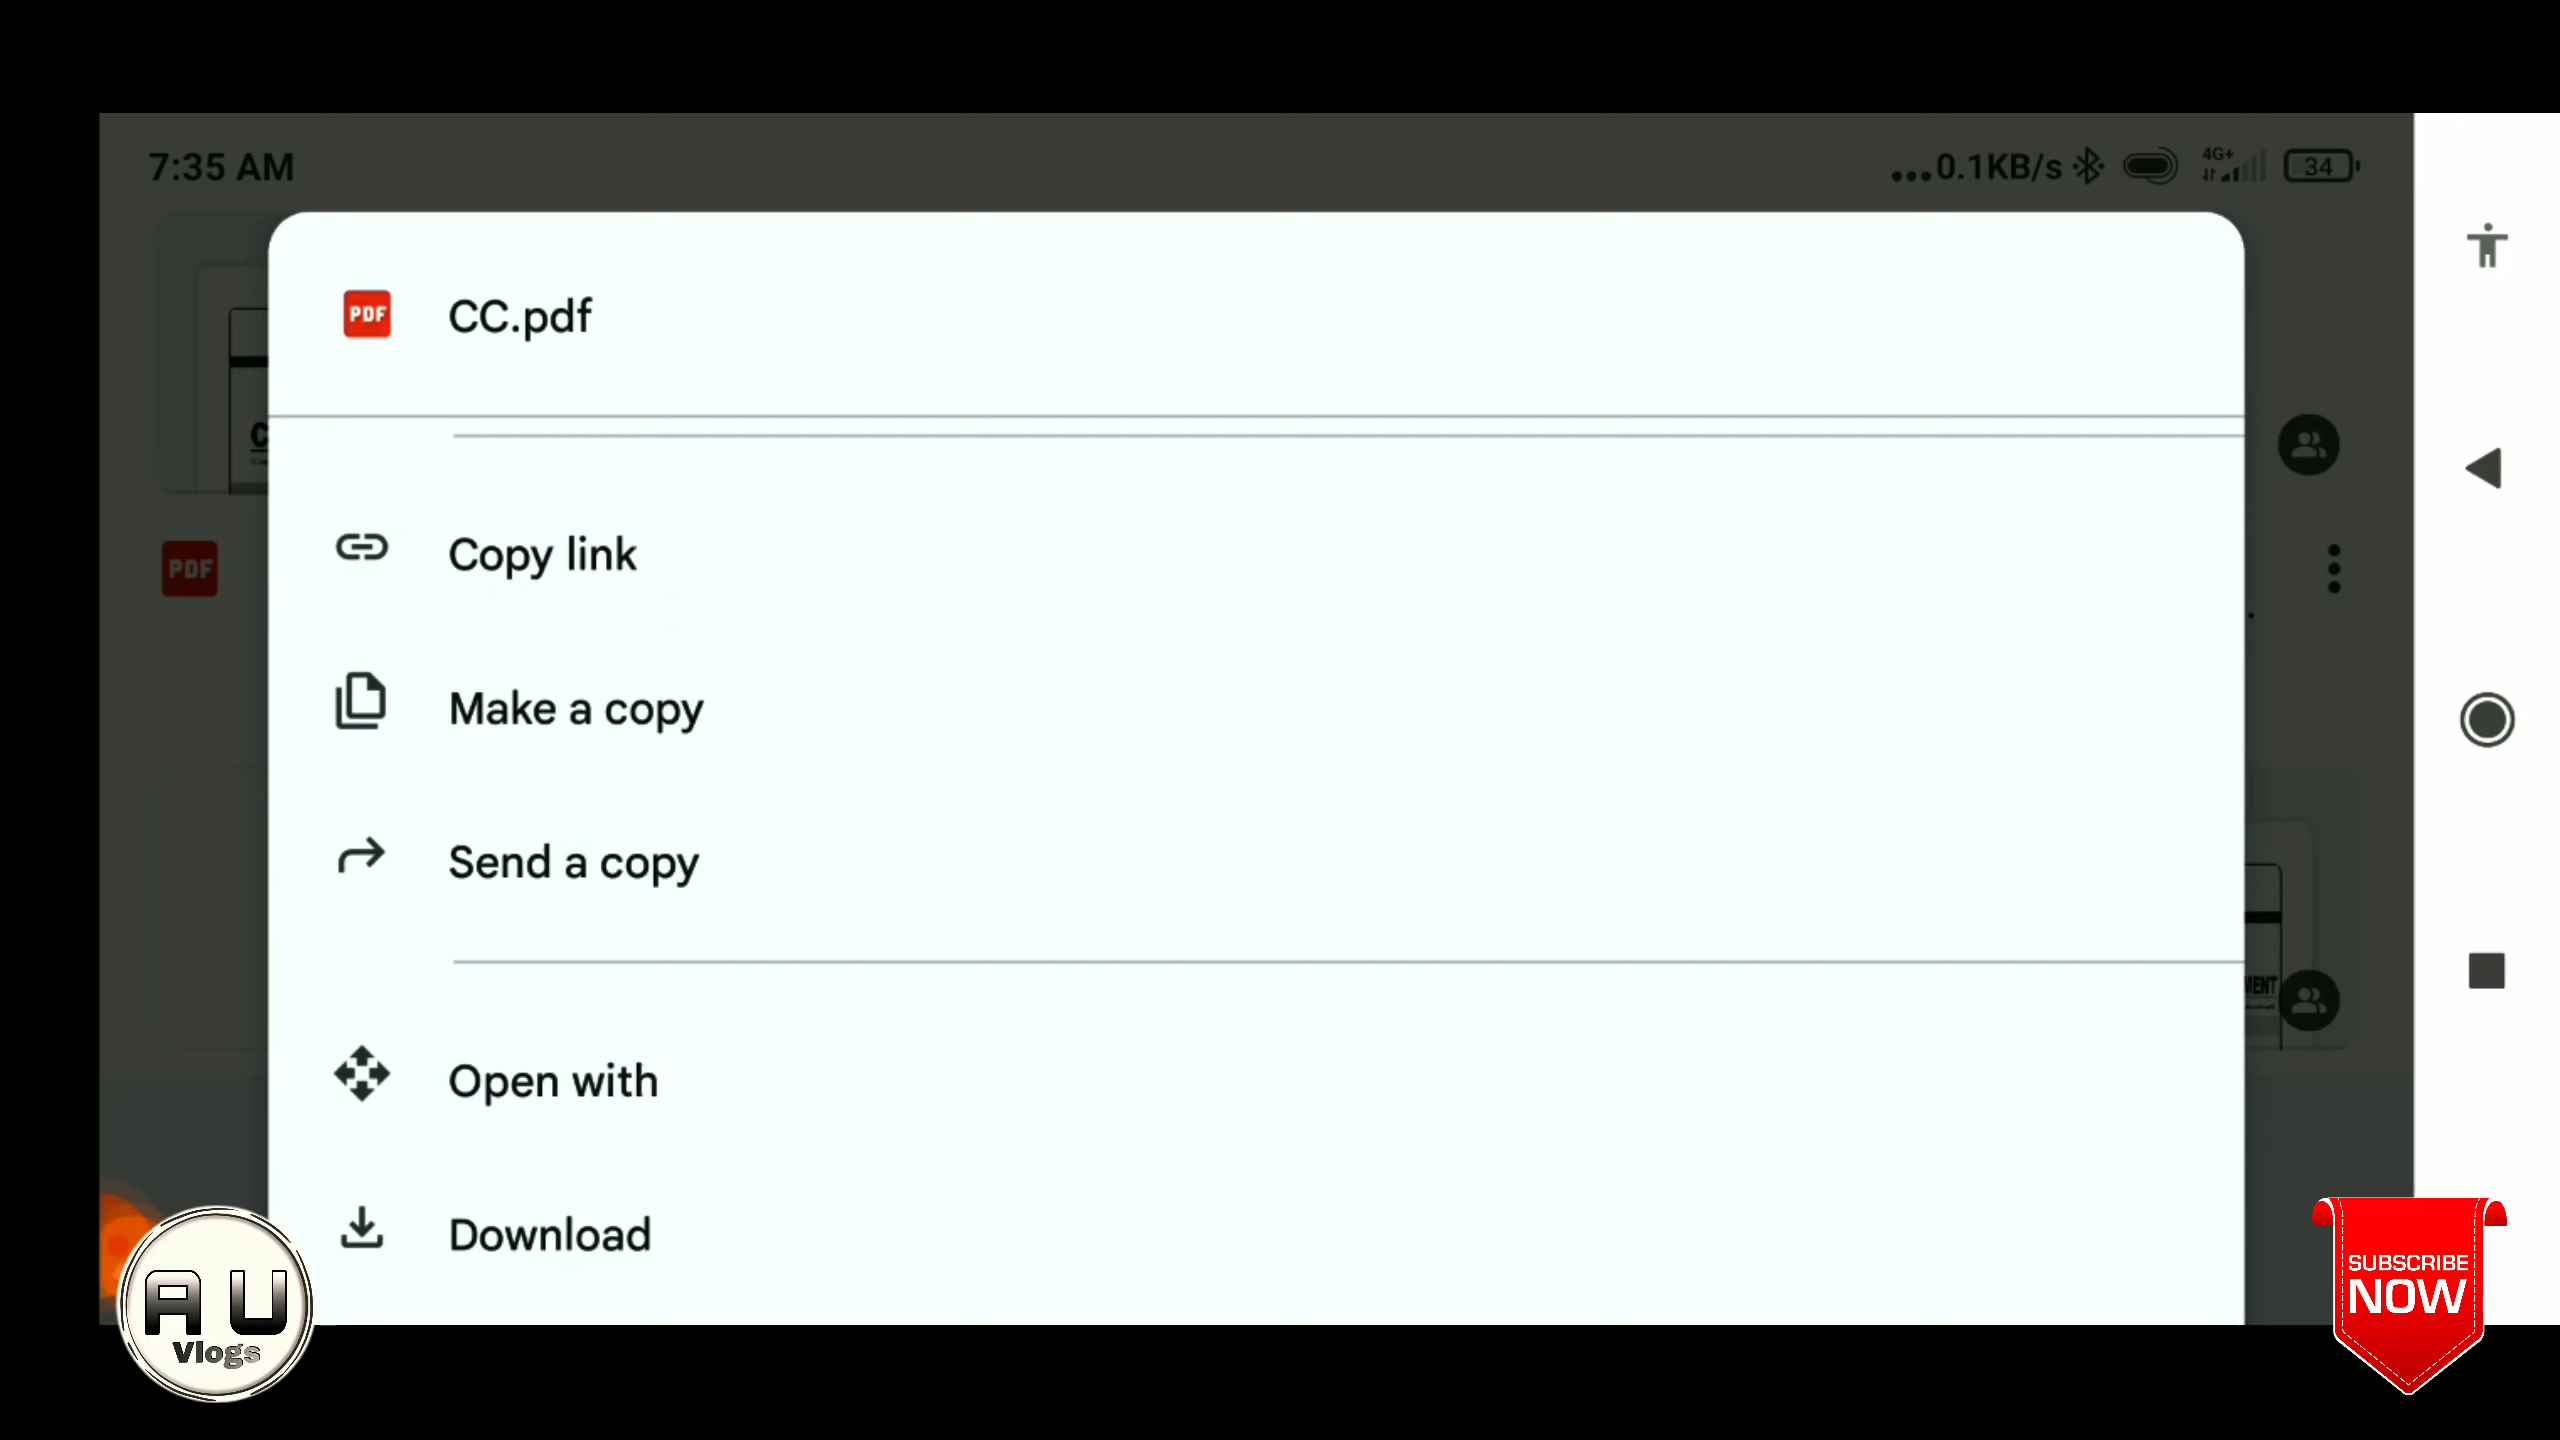 7:35 AM
...0.1KB/s 4G+ 34
PDF CC.pdf
C
Copy link
PDF
Make a copy
Send a copy
MENT
Open with
Download
A U
Vlogs
SUBSCRIBE
NOW